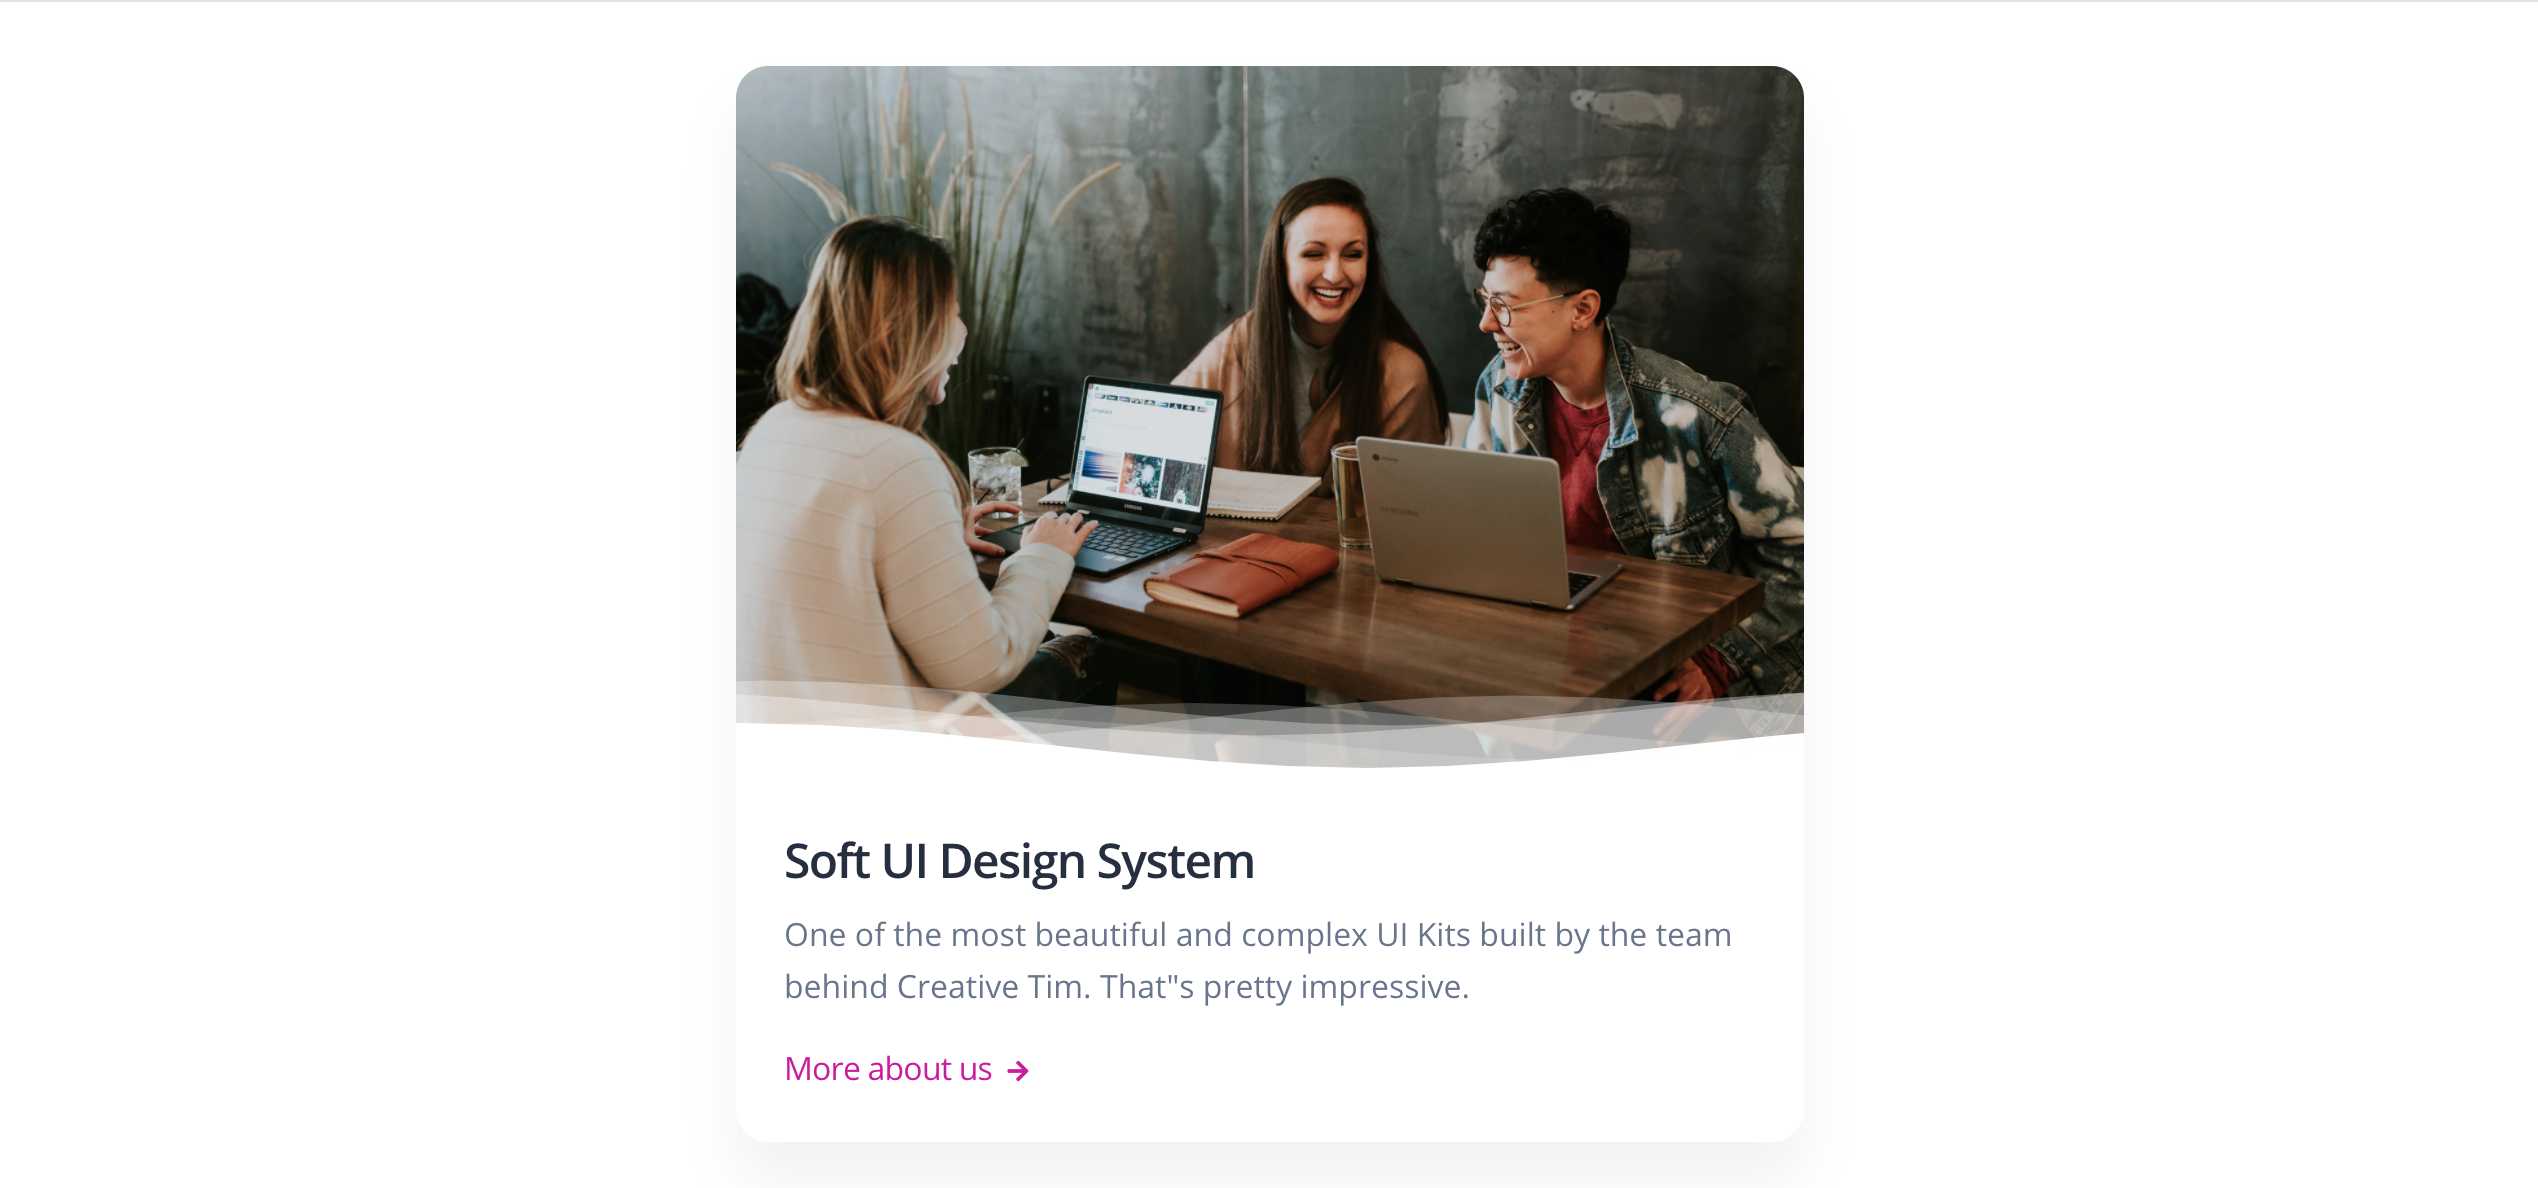 Soft UI Design System
One of the most beautiful and complex UI Kits built by the team
behind Creative Tim. That"s pretty impressive.
More about us